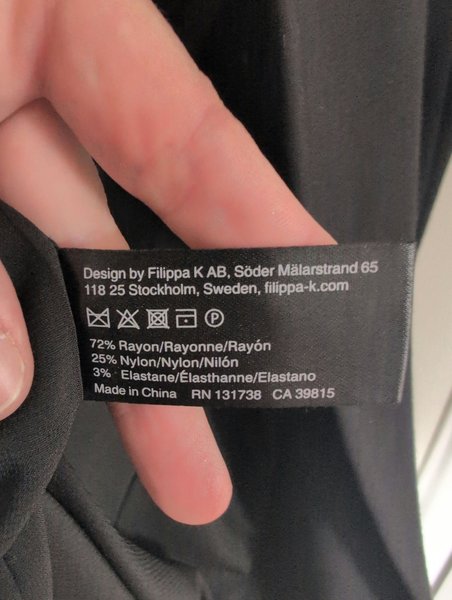 Design by Filippa K AB, Söder Mälarstrand 65
118 25 Stockholm, Sweden, filippa-k.com
P
72% Rayon/Rayonne/Rayón
25% Nylon/Nylon/Nilón
3% Elastane/Élasthanne/Elastano
Made in China RN 131738 CA 39815